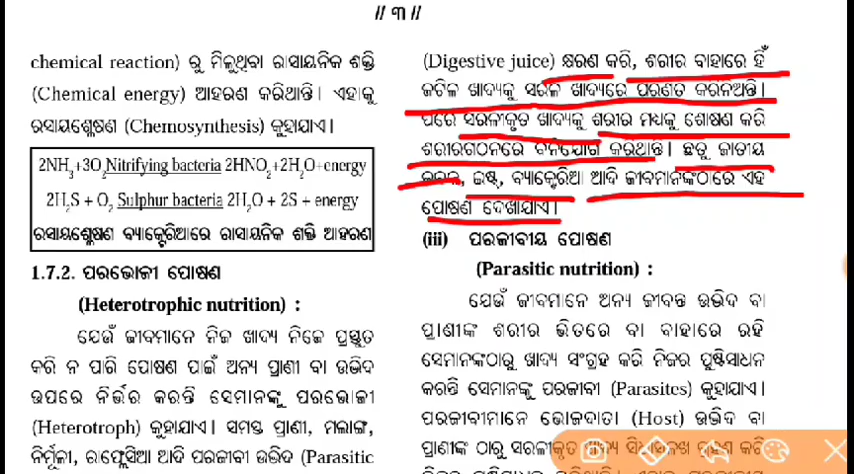 // ୩ //
chemical reaction) ରୁ ମିଳୁଥିବା ରାସାୟନିକ ଶକ୍ତି
(Chemical energy) ଆହରଣ କରିଥାନ୍ତି। ଏହାକୁ
ରସାୟଶ୍ଳେଷଣ (Chemosynthesis) କୁହାଯାଏ।
2NH₃+3O₂ Nitrifying bacteria 2HNO₂+2H₂O+energy
2H₂S + O₂ Sulphur bacteria 2H₂O + 2S + energy
ରସାୟଶ୍ଳେଷଣ ବ୍ୟାକ୍ଟେରିଆରେ ରାସାୟନିକ ଶକ୍ତି ଆହରଣ
1.7.2. ପରଭୋଜୀ ପୋଷଣ
(Heterotrophic nutrition) :
ଯେଉଁ ଜୀବମାନେ ନିଜ ଖାଦ୍ୟ ନିଜେ ପ୍ରସ୍ତୁତ
କରି ନ ପାରି ପୋଷଣ ପାଇଁ ଅନ୍ୟ ପ୍ରାଣୀ ବା ଉଦ୍ଭିଦ
ଉପରେ ନିର୍ଭର କରନ୍ତି ସେମାନଙ୍କୁ ପରଭୋଜୀ
(Heterotroph) କୁହାଯାଏ। ସମସ୍ତ ପ୍ରାଣୀ, ମଲାଙ୍ଗ,
ନିର୍ମୂଳୀ, ରାଫ୍ଲେସିଆ ଆଦି ପରଜୀବୀ ଉଦ୍ଭିଦ (Parasitic
(Digestive juice) କ୍ଷରଣ କରି, ଶରୀର ବାହାରେ ହିଁ
ଜଟିଳ ଖାଦ୍ୟକୁ ସରଳ ଖାଦ୍ୟରେ ପରିଣତ କରିନିଅନ୍ତି।
ପରେ ସରଳୀକୃତ ଖାଦ୍ୟକୁ ଶରୀର ମଧ୍ୟକୁ ଶୋଷଣ କରି
ଶରୀରଗଠନରେ ବିନିଯୋଗ କରିଥାନ୍ତି। ଛତୁ ଜାତୀୟ
ଇଷ୍ଟ, ବ୍ୟାକ୍ଟେରିଆ ଆଦି ଜୀବମାନଙ୍କଠାରେ ଏହି
ପୋଷଣ ଦେଖାଯାଏ।
(iii) ପରଜୀବୀୟ ପୋଷଣ
(Parasitic nutrition) :
ଯେଉଁ ଜୀବମାନେ ଅନ୍ୟ ଜୀବନ୍ତ ଉଦ୍ଭିଦ ବା
ପ୍ରାଣୀଙ୍କ ଶରୀର ଭିତରେ ବା ବାହାରେ ରହି
ସେମାନଙ୍କଠାରୁ ଖାଦ୍ୟ ସଂଗ୍ରହ କରି ନିଜର ପୁଷ୍ଟିସାଧନ
କରନ୍ତି ସେମାନଙ୍କୁ ପରଜୀବୀ (Parasites) କୁହାଯାଏ।
ପରଜୀବୀମାନେ ଭୋଜଦାତା (Host) ଉଦ୍ଭିଦ ବା
ପ୍ରାଣୀଙ୍କ ଠାରୁ ସରଳୀକୃତ ଖାଦ୍ୟ କରି